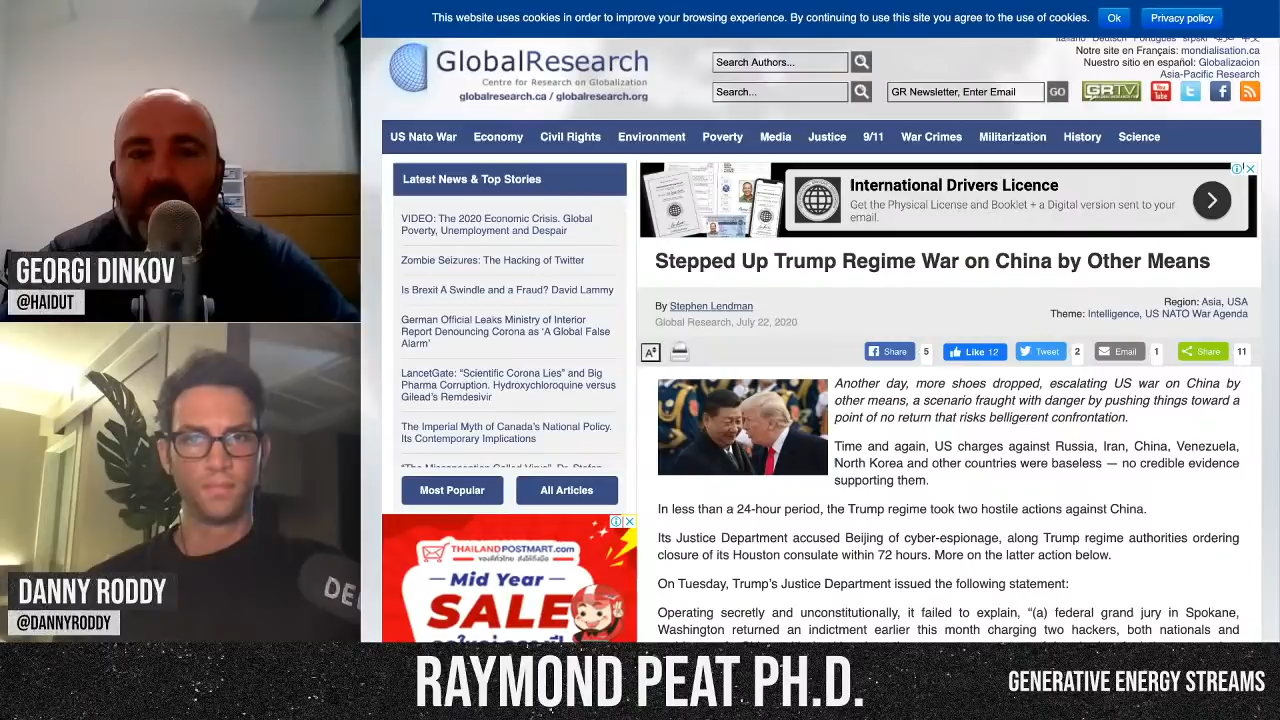 This website uses cookies in order to improve your browsing experience. By continuing to use this site you agree to the use of cookies.
Ok
Privacy policy
GlobalResearch
Centre for Research on Globalization
globalresearch.ca / globalresearch.org
Search Authors...
Search...
GR Newsletter, Enter Email
GO
Notre site en Français: mondialisation.ca
Nuestro sitio en español: Globalizacion
Asia-Pacific Research
GRTV
You Tube
US Nato War
Economy
Civil Rights
Environment
Poverty
Media
Justice
9/11
War Crimes
Militarization
History
Science
Latest News & Top Stories
VIDEO: The 2020 Economic Crisis. Global
Poverty, Unemployment and Despair
Zombie Seizures: The Hacking of Twitter
Is Brexit A Swindle and a Fraud? David Lammy
German Official Leaks Ministry of Interior
Report Denouncing Corona as ‘A Global False
Alarm’
LancetGate: “Scientific Corona Lies” and Big
Pharma Corruption. Hydroxychloroquine versus
Gilead’s Remdesivir
The Imperial Myth of Canada’s National Policy.
Its Contemporary Implications
Most Popular
All Articles
THAILANDPOSTMART.com
Mid Year
SALE
International Drivers Licence
Get the Physical License and Booklet + a Digital version sent to your
email.
Stepped Up Trump Regime War on China by Other Means
By Stephen Lendman
Global Research, July 22, 2020
Region: Asia, USA
Theme: Intelligence, US NATO War Agenda
Share 5
Like 12
Tweet 2
Email 1
Share 11
Another day, more shoes dropped, escalating US war on China by
other means, a scenario fraught with danger by pushing things toward a
point of no return that risks belligerent confrontation.
Time and again, US charges against Russia, Iran, China, Venezuela,
North Korea and other countries were baseless — no credible evidence
supporting them.
In less than a 24-hour period, the Trump regime took two hostile actions against China.
Its Justice Department accused Beijing of cyber-espionage, along Trump regime authorities ordering
closure of its Houston consulate within 72 hours. More on the latter action below.
On Tuesday, Trump’s Justice Department issued the following statement:
Operating secretly and unconstitutionally, it failed to explain, “(a) federal grand jury in Spokane,
Washington returned an indictment earlier this month charging two hackers, both nationals and
GEORGI DINKOV
@HAIDUT
DANNY RODDY
@DANNYRODDY
DE
RAYMOND PEAT PH.D.
GENERATIVE ENERGY STREAMS